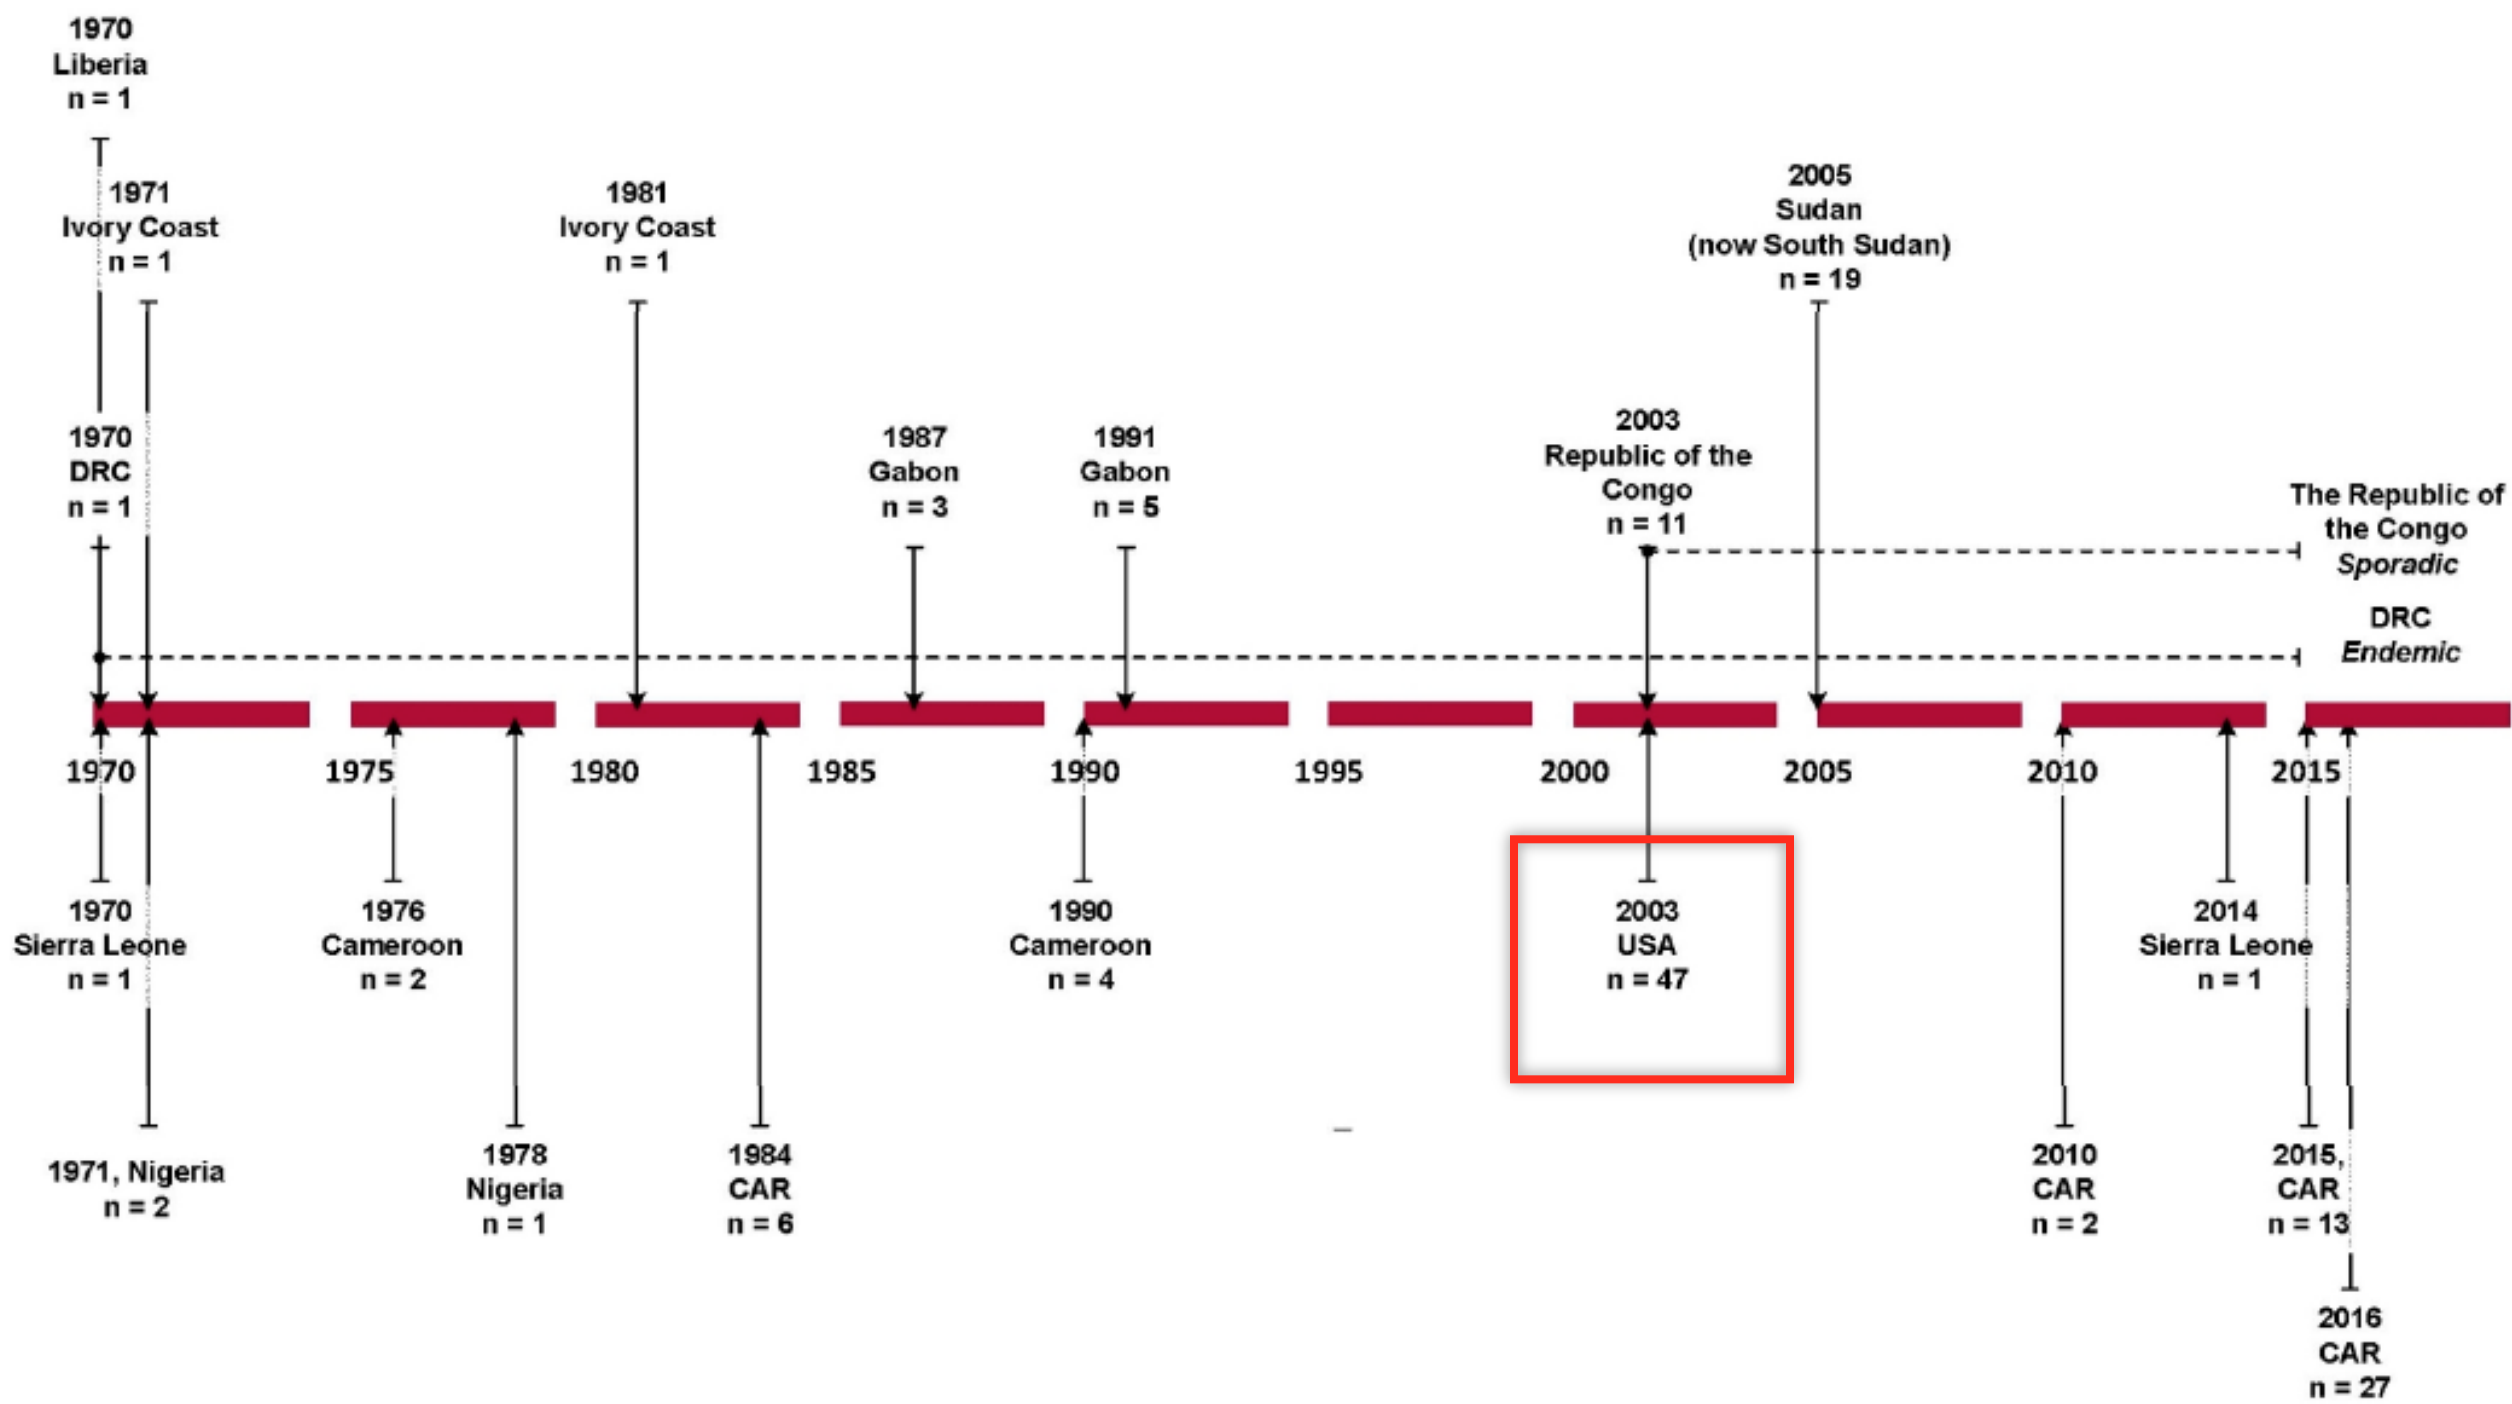 1970
Liberia
n = 1
1971
Ivory Coast
n = 1
1981
Ivory Coast
n = 1
2005
Sudan
(now South Sudan)
n = 19
1970
DRC
n = 1
1987
Gabon
n = 3
1991
Gabon
n = 5
2003
Republic of the
Congo
n = 11
The Republic of
the Congo
Sporadic
DRC
Endemic
1970 1975 1980 1985 1990 1995 2000 2005 2010 2015
1970
Sierra Leone
n = 1
1976
Cameroon
n = 2
1990
Cameroon
n = 4
2003
USA
n = 47
2014
Sierra Leone
n = 1
1971, Nigeria
n = 2
1978
Nigeria
n = 1
1984
CAR
n = 6
2010
CAR
n = 2
2015,
CAR
n = 13
2016
CAR
n = 27